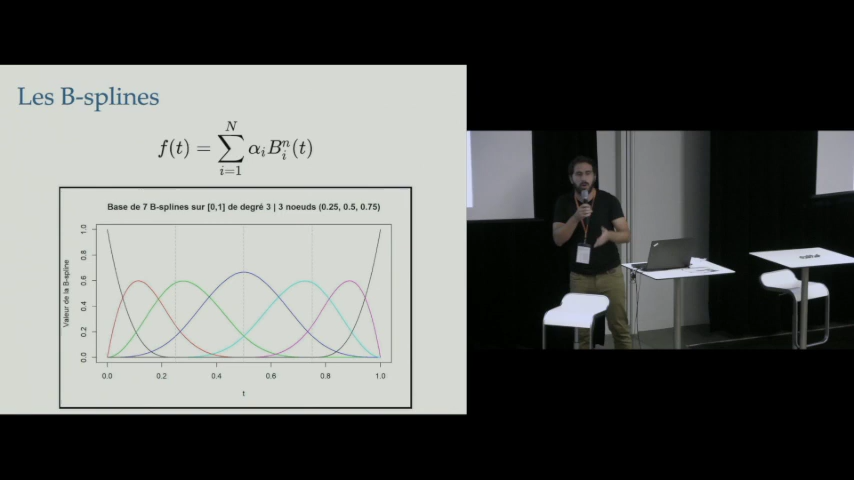 Les B-splines
f(t) = \sum_{i=1}^{N} α_i B_i^n(t)
Base de 7 B-splines sur [0,1] de degré 3 | 3 noeuds (0.25, 0.5, 0.75)
Valeur de la B-spline
1.0
0.8
0.6
0.4
0.2
0.0
0.0 0.2 0.4 0.6 0.8 1.0
t